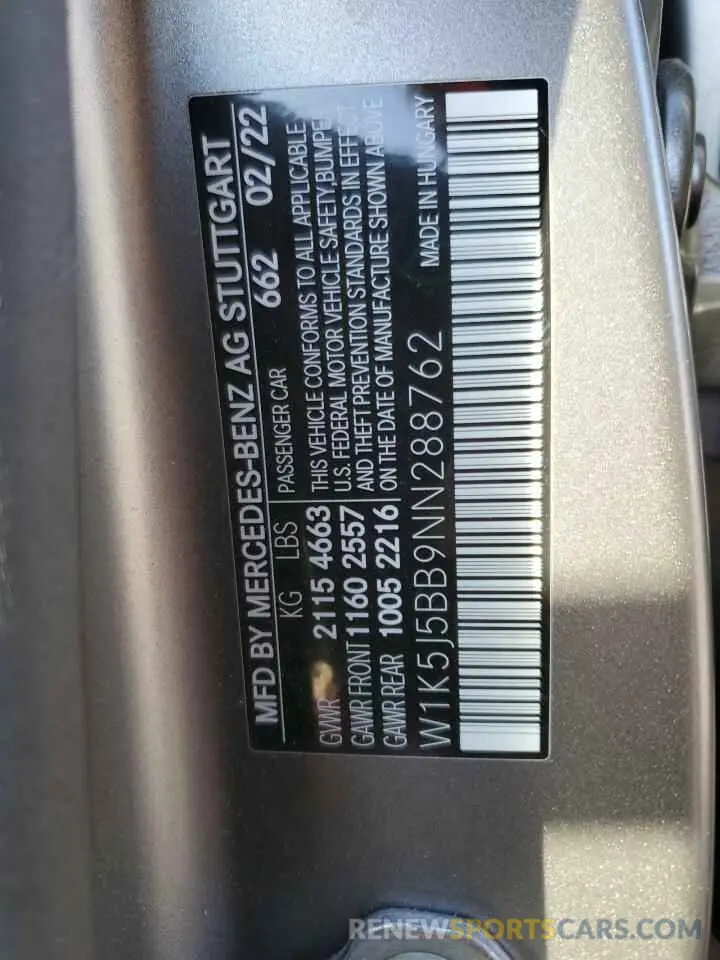 MFD BY MERCEDES-BENZ AG STUTTGART
662 02/22
KG LBS PASSENGER CAR
GVWR 2115 4663 THIS VEHICLE CONFORMS TO ALL APPLICABLE
U.S. FEDERAL MOTOR VEHICLE SAFETY, BUMPER
GAWR FRONT 1160 2557 AND THEFT PREVENTION STANDARDS IN EFFECT
GAWR REAR 1005 2216 ON THE DATE OF MANUFACTURE SHOWN ABOVE
W1K5J5BB9NN288762 MADE IN HUNGARY
RENEWSPORTSCARS.COM